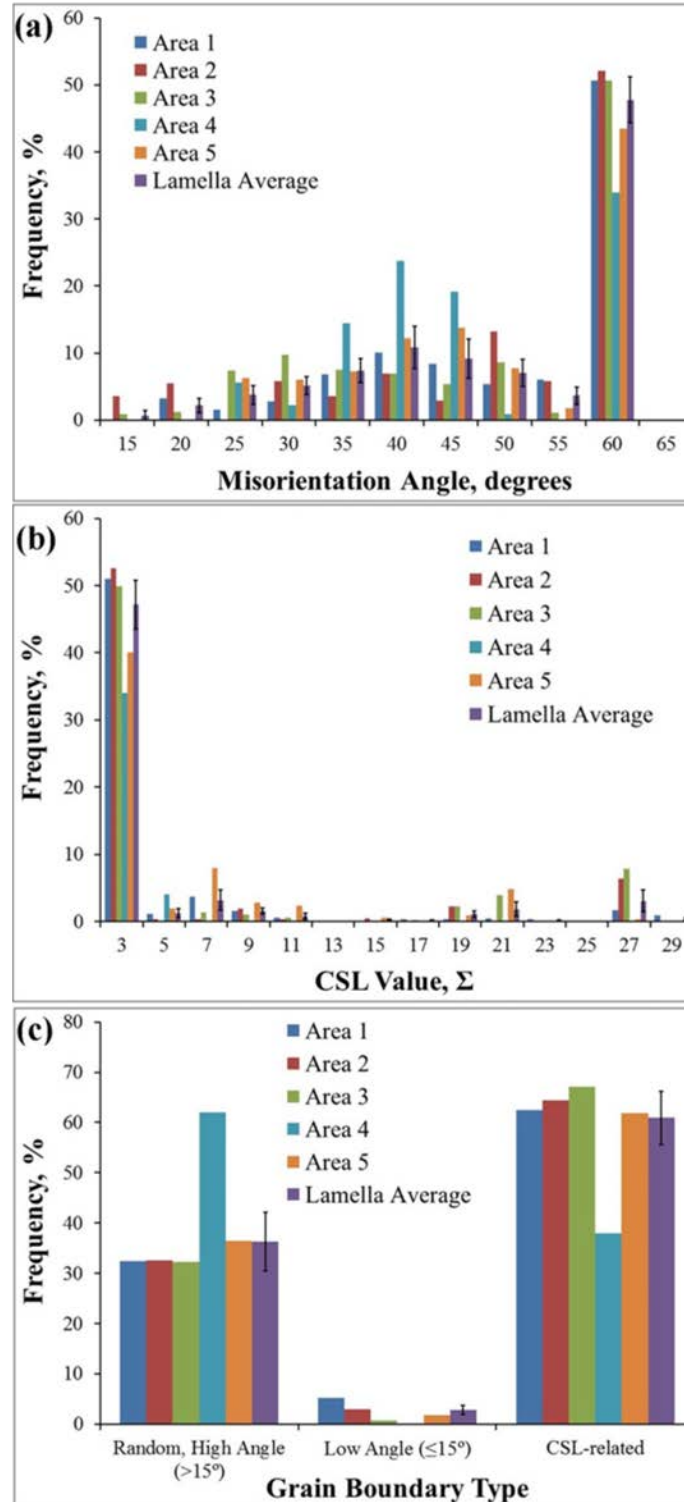 (a)
60
50
40
30
20
10
0
Frequency, %
Area 1
Area 2
Area 3
Area 4
Area 5
Lamella Average
15 20 25 30 35 40 45 50 55 60 65
Misorientation Angle, degrees
(b)
60
50
40
30
20
10
0
Frequency, %
Area 1
Area 2
Area 3
Area 4
Area 5
Lamella Average
3 5 7 9 11 13 15 17 19 21 23 25 27 29
CSL Value, Σ
(c)
80
70
60
50
40
30
20
10
0
Frequency, %
Area 1
Area 2
Area 3
Area 4
Area 5
Lamella Average
Random, High Angle Low Angle (≤15º) CSL-related
(>15º)
Grain Boundary Type